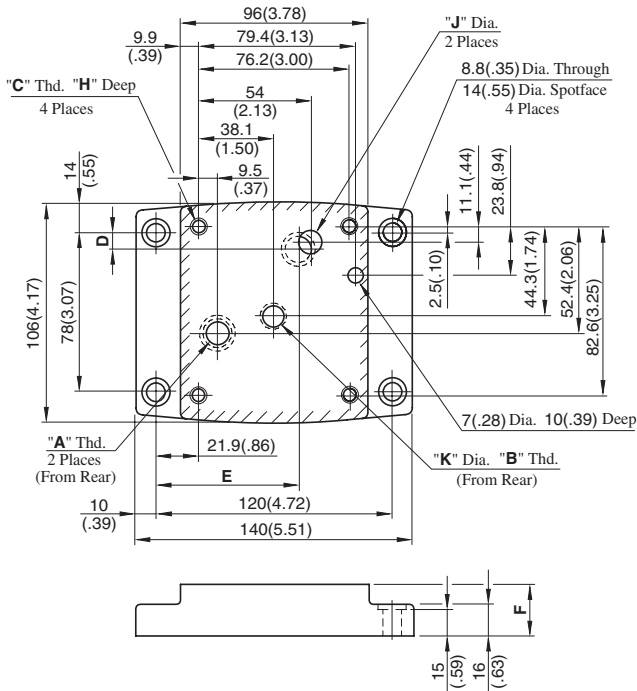 96(3.78)
79.4(3.13)
9.9
(.39)
76.2(3.00)
54
(2.13)
38.1
(1.50)
9.5
(.37)
"J" Dia.
2 Places
8.8(.35) Dia. Through
14(.55) Dia. Spotface
4 Places
"C" Thd. "H" Deep
4 Places
14
(.55)
D
106(4.17)
78(3.07)
11.1(.44)
23.8(.94)
2.5(.10)
44.3(1.74)
52.4(2.06)
82.6(3.25)
7(.28) Dia. 10(.39) Deep
"A" Thd.
2 Places
(From Rear)
21.9(.86)
E
"K" Dia. "B" Thd.
(From Rear)
10
(.39)
120(4.72)
140(5.51)
15
(.59)
16
(.63)
F